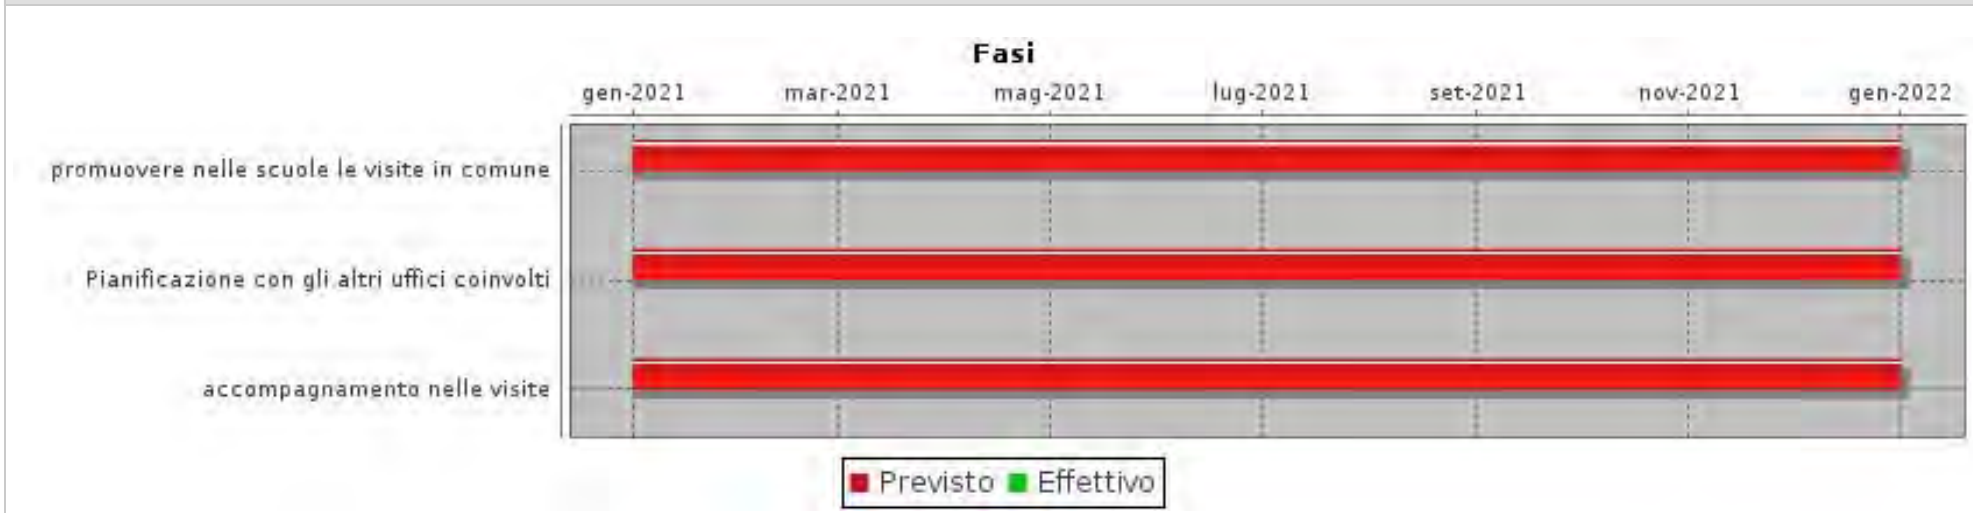 Fasi
gen-2021 mar-2021 mag-2021 lug-2021 set-2021 nov-2021 gen-2022
promuovere nelle scuole le visite in comune
Pianificazione con gli altri uffici coinvolti
accompagnamento nelle visite
Previsto Effettivo